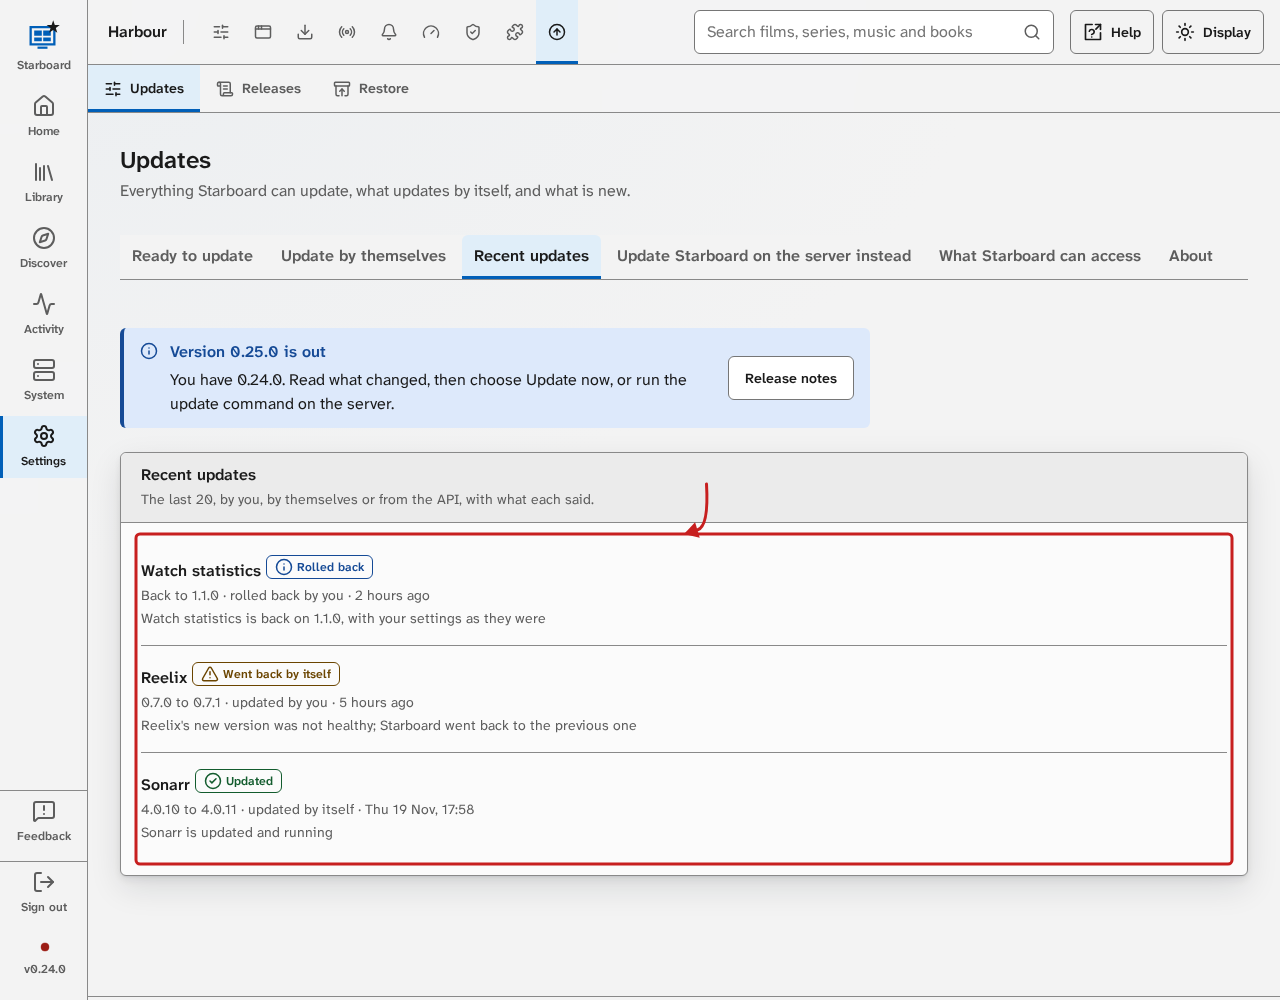 Starboard
Home
Library
Discover
Activity
System
Settings
Feedback
Sign out
v0.24.0
Harbour
Search films, series, music and books
Help
Display
Updates
Releases
Restore
Updates
Everything Starboard can update, what updates by itself, and what is new.
Ready to update
Update by themselves
Recent updates
Update Starboard on the server instead
What Starboard can access
About
Version 0.25.0 is out
You have 0.24.0. Read what changed, then choose Update now, or run the
update command on the server.
Release notes
Recent updates
The last 20, by you, by themselves or from the API, with what each said.
Watch statistics Rolled back
Back to 1.1.0 · rolled back by you · 2 hours ago
Watch statistics is back on 1.1.0, with your settings as they were
Reelix Went back by itself
0.7.0 to 0.7.1 · updated by you · 5 hours ago
Reelix's new version was not healthy; Starboard went back to the previous one
Sonarr Updated
4.0.10 to 4.0.11 · updated by itself · Thu 19 Nov, 17:58
Sonarr is updated and running